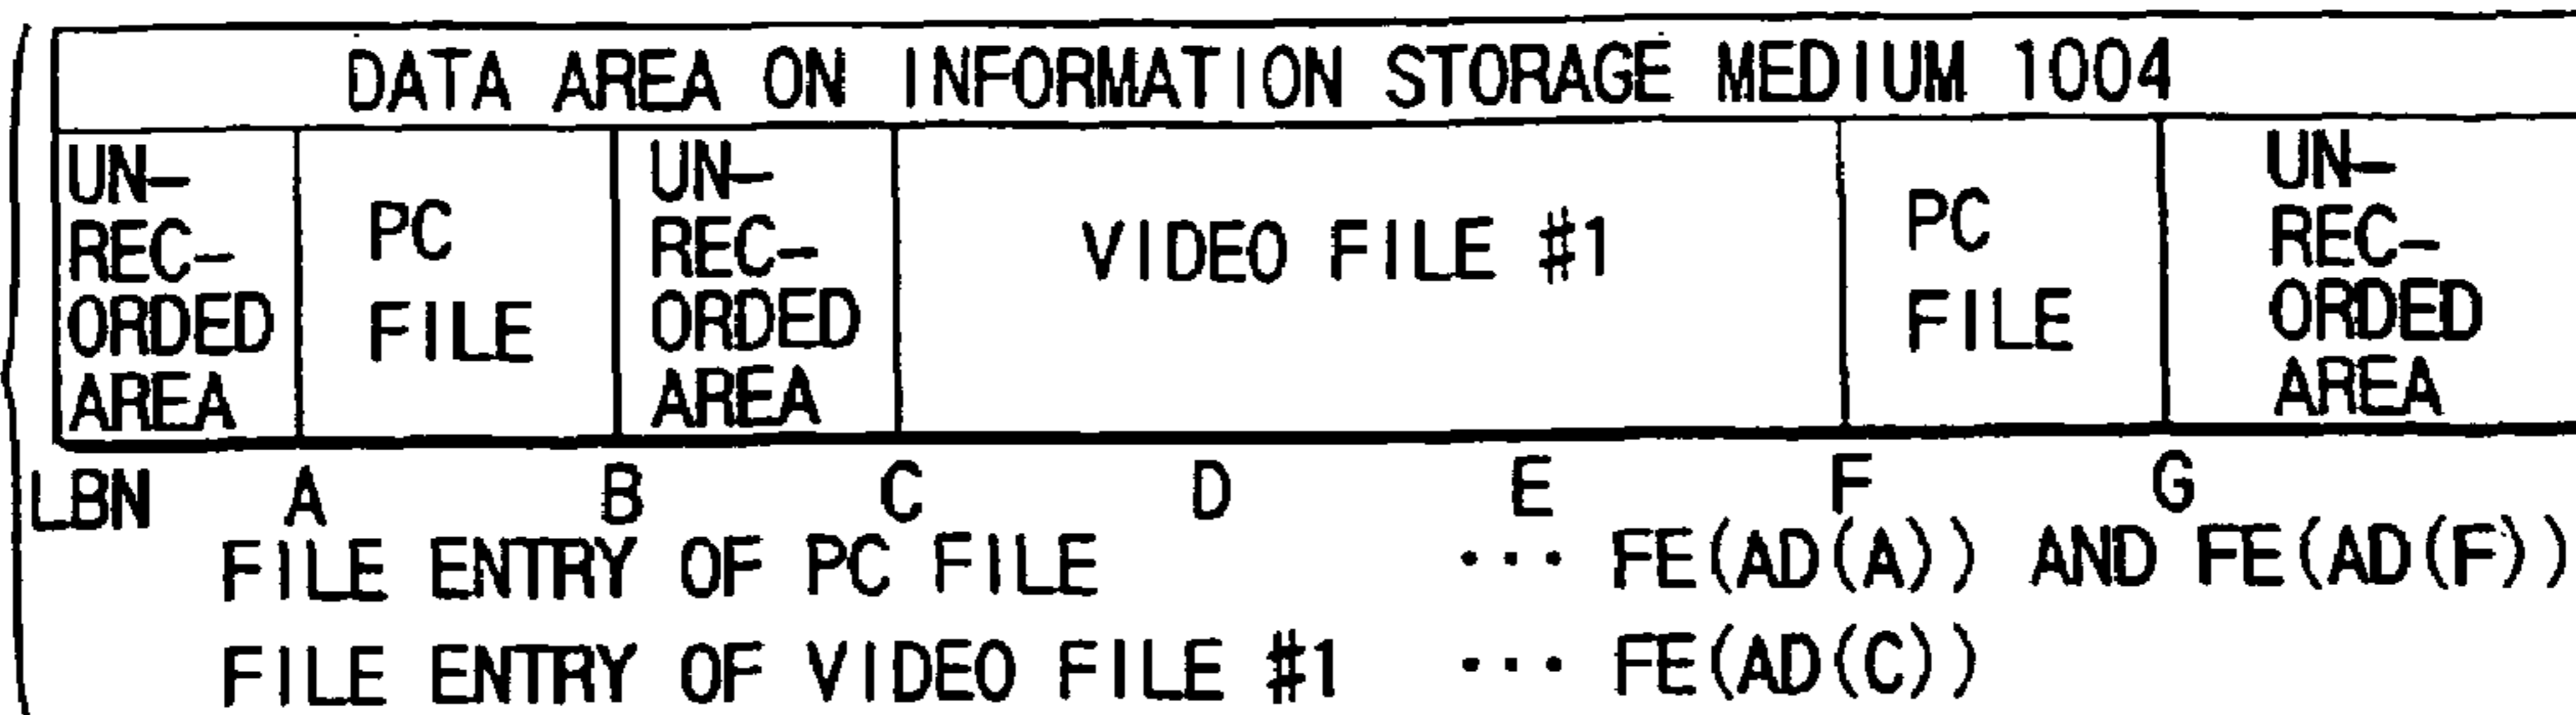 DATA AREA ON INFORMATION STORAGE MEDIUM 1004
UN-
REC-
ORDED
AREA
PC
FILE
UN-
REC-
ORDED
AREA
VIDEO FILE #1
PC
FILE
UN-
REC-
ORDED
AREA
LBN A B C D E F G
FILE ENTRY OF PC FILE ··· FE(AD(A)) AND FE(AD(F))
FILE ENTRY OF VIDEO FILE #1 ··· FE(AD(C))